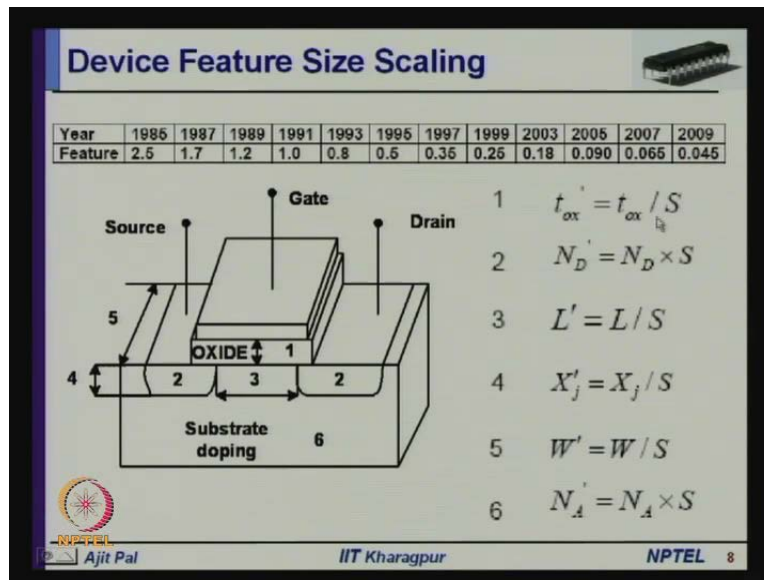 Device Feature Size Scaling
Year 1985 1987 1989 1991 1993 1995 1997 1999 2003 2005 2007 2009
Feature 2.5 1.7 1.2 1.0 0.8 0.5 0.35 0.25 0.18 0.090 0.065 0.045
Gate
Source
Drain
5
OXIDE 1
4 2 3 2
Substrate
doping
6
1 t_ox' = t_ox / S
2 N_D' = N_D × S
3 L' = L / S
4 X'_j = X_j / S
5 W' = W / S
6 N_A' = N_A × S
NPTEL
Ajit Pal IIT Kharagpur NPTEL 8